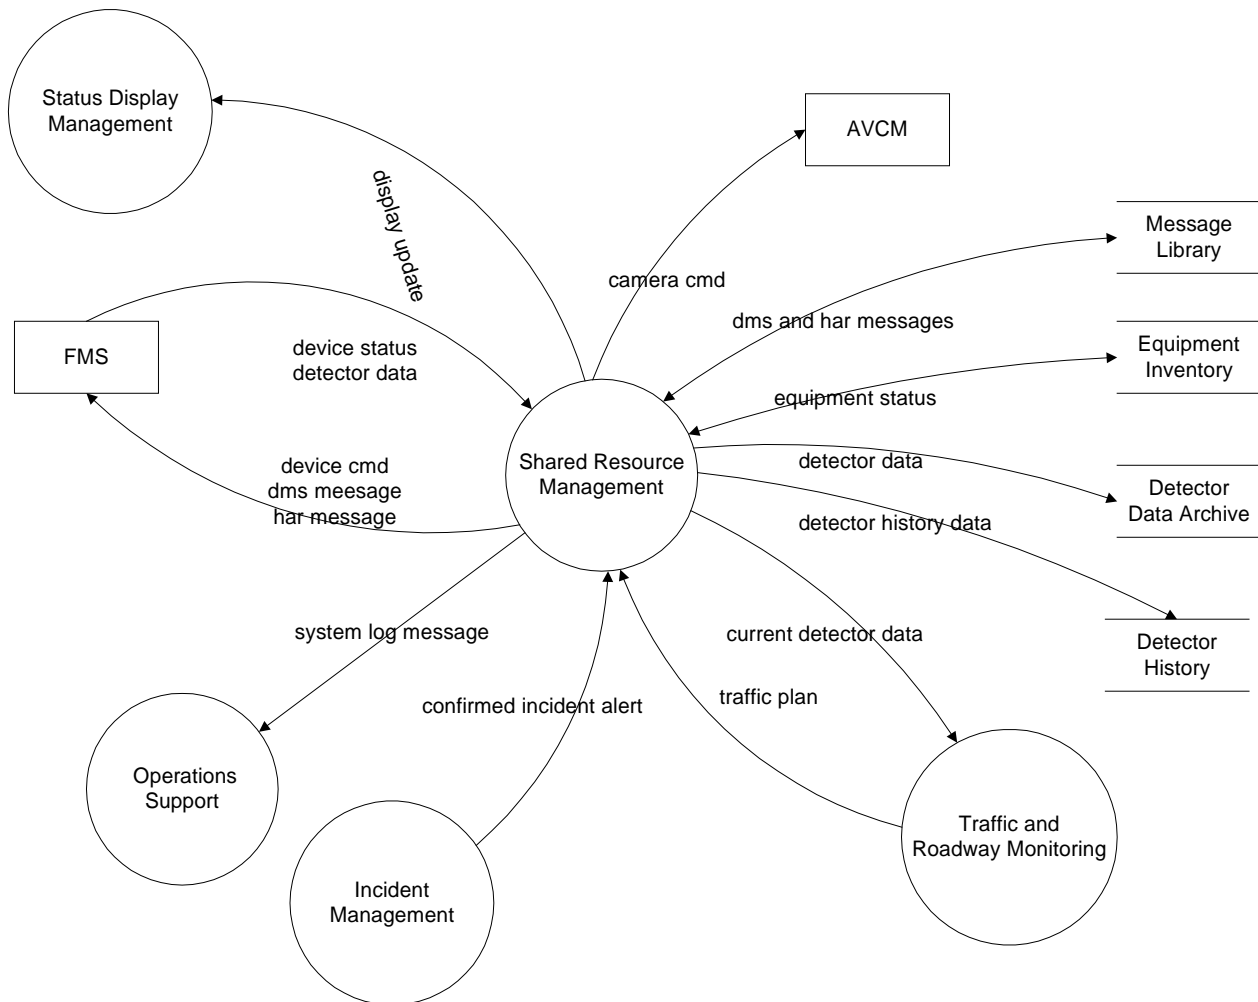 Status Display
Management
AVCM
display update
camera cmd
Message
Library
dms and har messages
FMS
device status
detector data
Equipment
Inventory
equipment status
device cmd
dms meesage
har message
Shared Resource
Management
detector data
Detector
Data Archive
detector history data
system log message
current detector data
Detector
History
confirmed incident alert
traffic plan
Operations
Support
Traffic and
Roadway Monitoring
Incident
Management